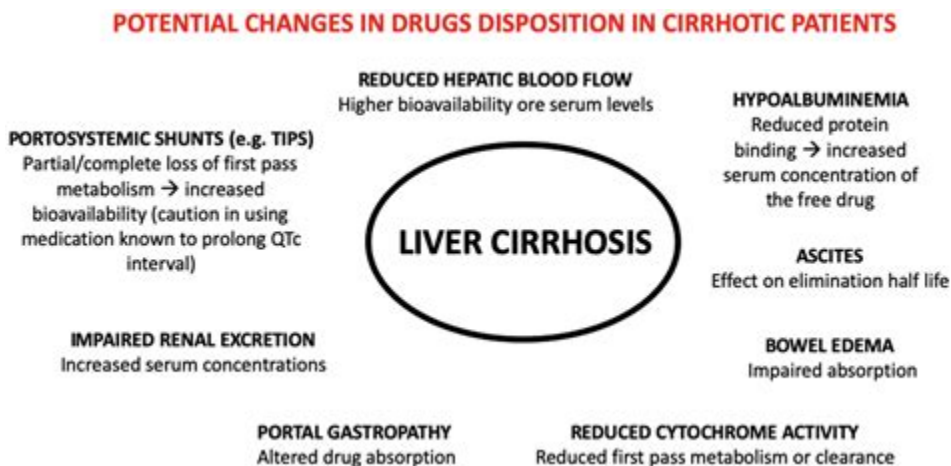 POTENTIAL CHANGES IN DRUGS DISPOSITION IN CIRRHOTIC PATIENTS
REDUCED HEPATIC BLOOD FLOW
Higher bioavailability ore serum levels
HYPOALBUMINEMIA
Reduced protein
binding → increased
serum concentration of
the free drug
PORTOSYSTEMIC SHUNTS (e.g. TIPS)
Partial/complete loss of first pass
metabolism → increased
bioavailability (caution in using
medication known to prolong QTc
interval)
LIVER CIRRHOSIS
ASCITES
Effect on elimination half life
IMPAIRED RENAL EXCRETION
Increased serum concentrations
BOWEL EDEMA
Impaired absorption
PORTAL GASTROPATHY
Altered drug absorption
REDUCED CYTOCHROME ACTIVITY
Reduced first pass metabolism or clearance